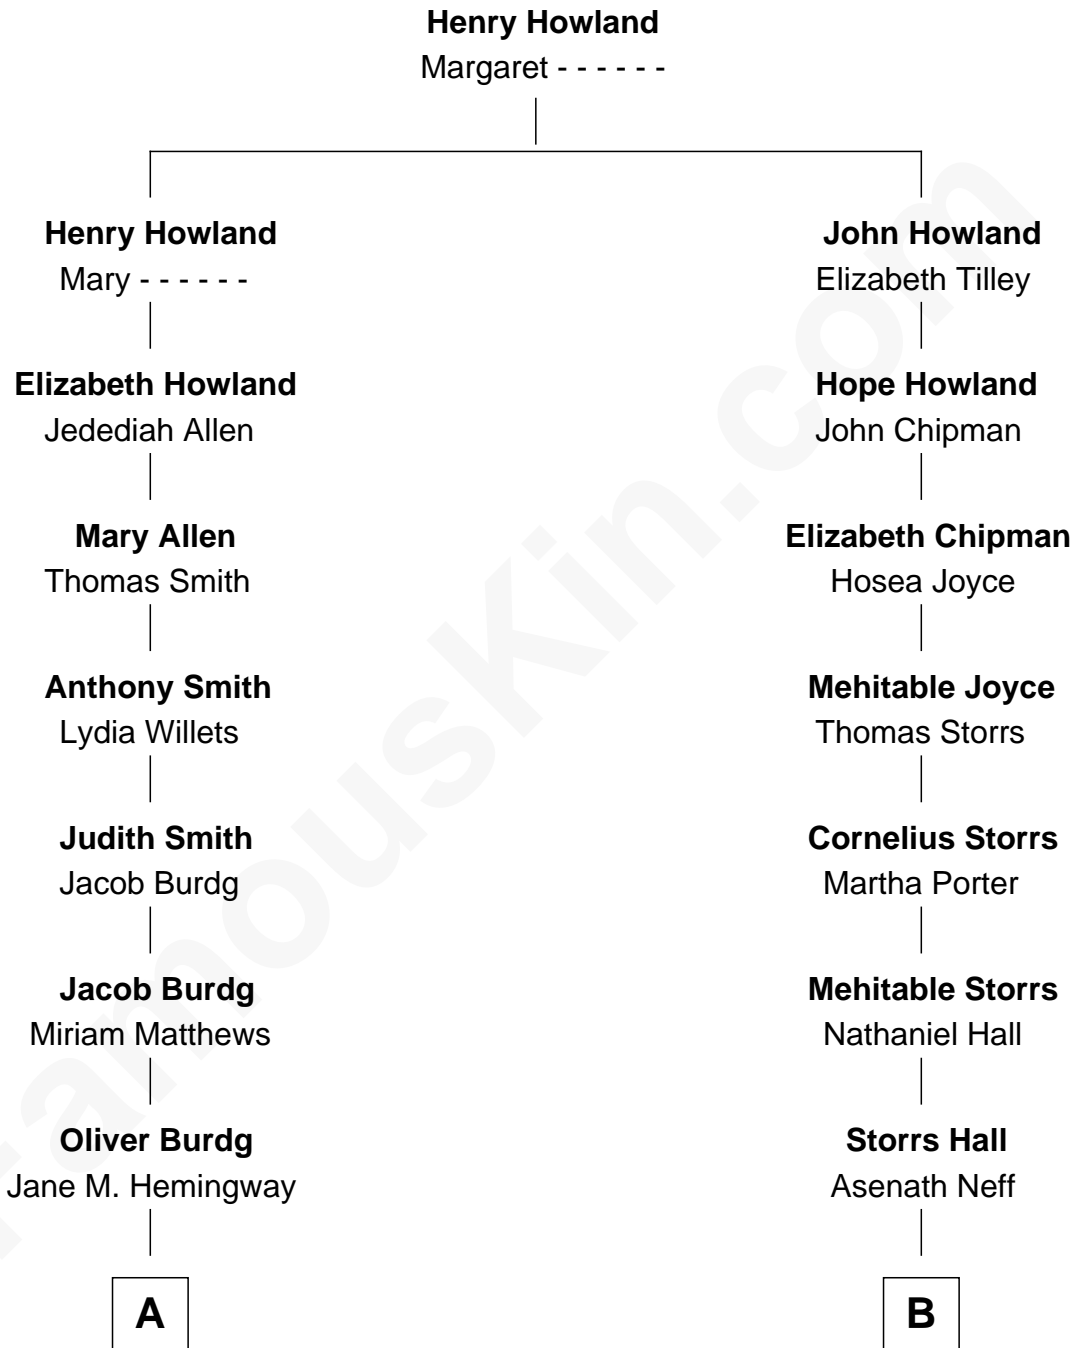 Henry Howland
Margaret - - - - - -
Henry Howland
Mary - - - - - -
John Howland
Elizabeth Tilley
Elizabeth Howland
Jedediah Allen
Hope Howland
John Chipman
Mary Allen
Thomas Smith
Elizabeth Chipman
Hosea Joyce
Anthony Smith
Lydia Willets
Mehitable Joyce
Thomas Storrs
Judith Smith
Jacob Burdg
Cornelius Storrs
Martha Porter
Jacob Burdg
Miriam Matthews
Mehitable Storrs
Nathaniel Hall
Oliver Burdg
Jane M. Hemingway
Storrs Hall
Asenath Neff
A
B
FamousKin.com